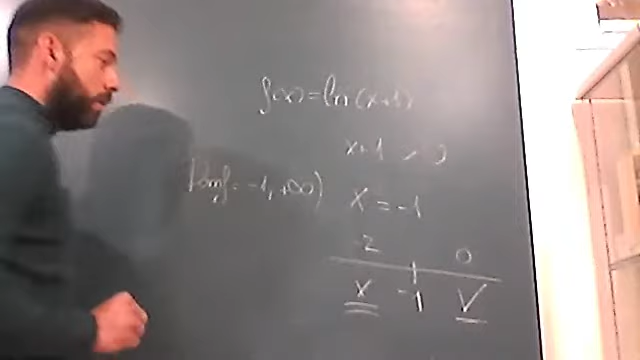 f(x)=ln(x+1)
x+1 > 0
Dom f = -1, +∞)
x = -1
-2 0
x -1 √